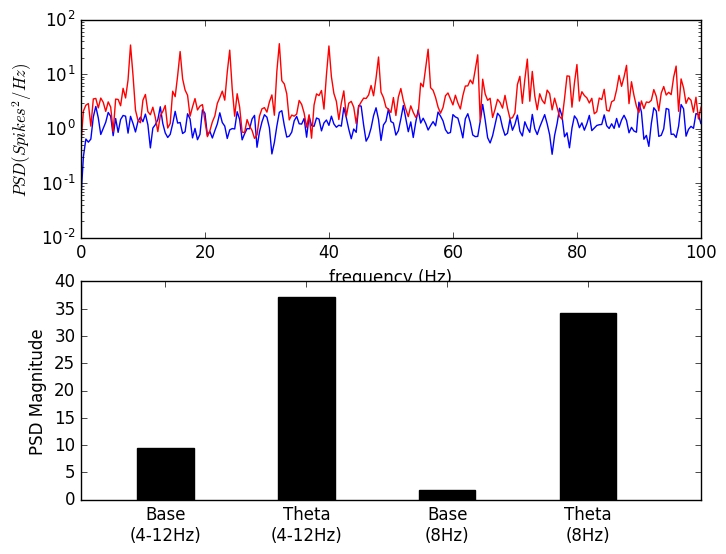 10^2
10^1
10^0
10^-1
10^-2
PSD(Spikes^2/Hz)
0 20 40 60 80 100
frequency (Hz)
40
35
30
25
20
15
10
5
0
PSD Magnitude
Base Theta Base Theta
(4-12Hz) (4-12Hz) (8Hz) (8Hz)